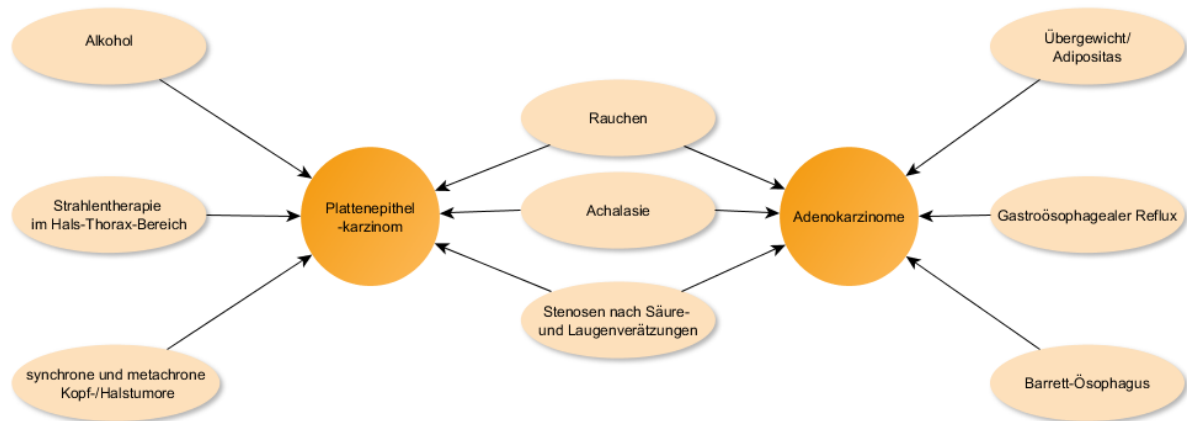 Alkohol
Übergewicht/
Adipositas
Rauchen
Strahlentherapie
im Hals-Thorax-Bereich
Plattenepithel
-karzinom
Achalasie
Adenokarzinome
Gastroösophagealer Reflux
Stenosen nach Säure-
und Laugenverätzungen
synchrone und metachrone
Kopf-/Halstumore
Barrett-Ösophagus